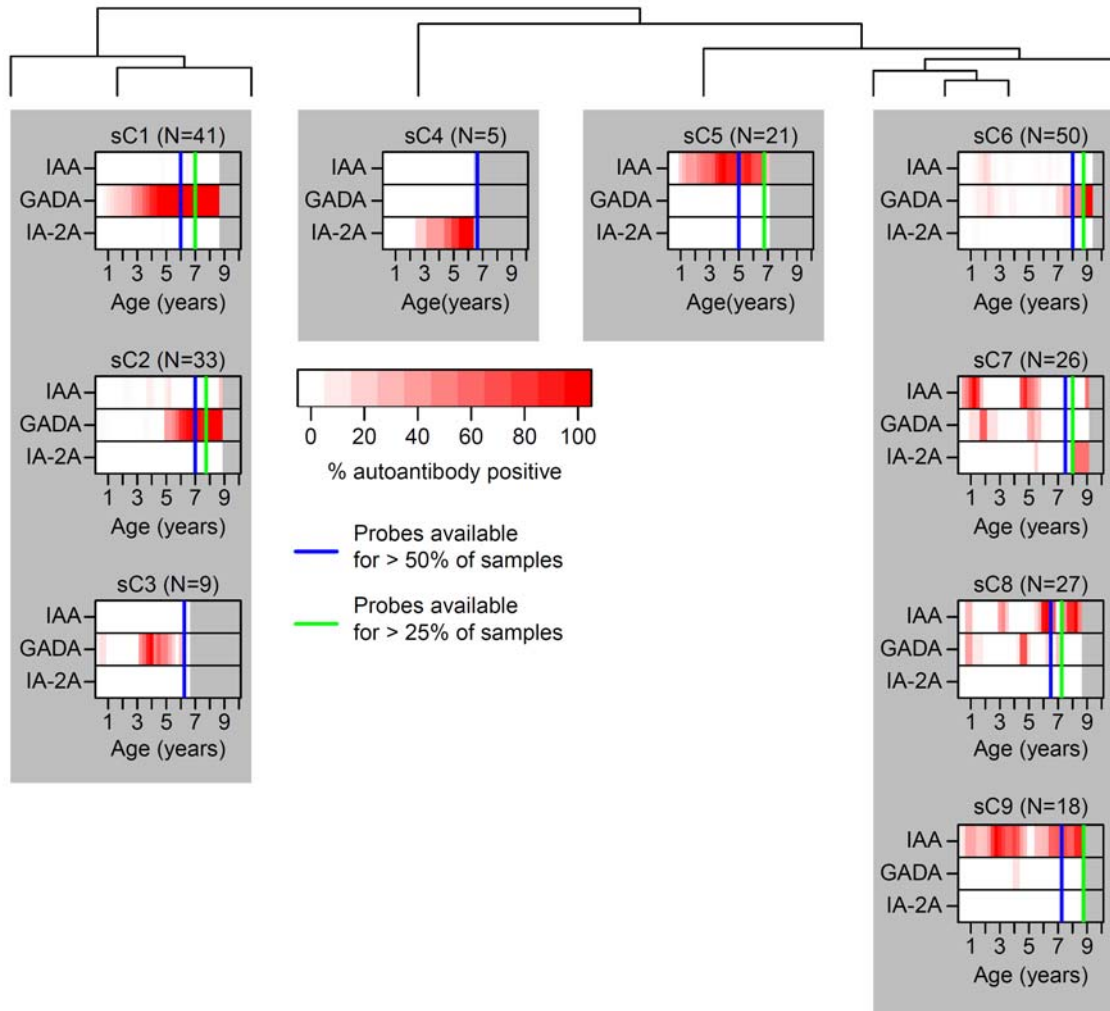 sC1 (N=41)
IAA
GADA
IA-2A
1 3 5 7 9
Age (years)
sC2 (N=33)
IAA
GADA
IA-2A
1 3 5 7 9
Age (years)
sC3 (N=9)
IAA
GADA
IA-2A
1 3 5 7 9
Age (years)
sC4 (N=5)
IAA
GADA
IA-2A
1 3 5 7 9
Age(years)
0 20 40 60 80 100
% autoantibody positive
Probes available
for > 50% of samples
Probes available
for > 25% of samples
sC5 (N=21)
IAA
GADA
IA-2A
1 3 5 7 9
Age(years)
sC6 (N=50)
IAA
GADA
IA-2A
1 3 5 7 9
Age (years)
sC7 (N=26)
IAA
GADA
IA-2A
1 3 5 7 9
Age (years)
sC8 (N=27)
IAA
GADA
IA-2A
1 3 5 7 9
Age (years)
sC9 (N=18)
IAA
GADA
IA-2A
1 3 5 7 9
Age (years)